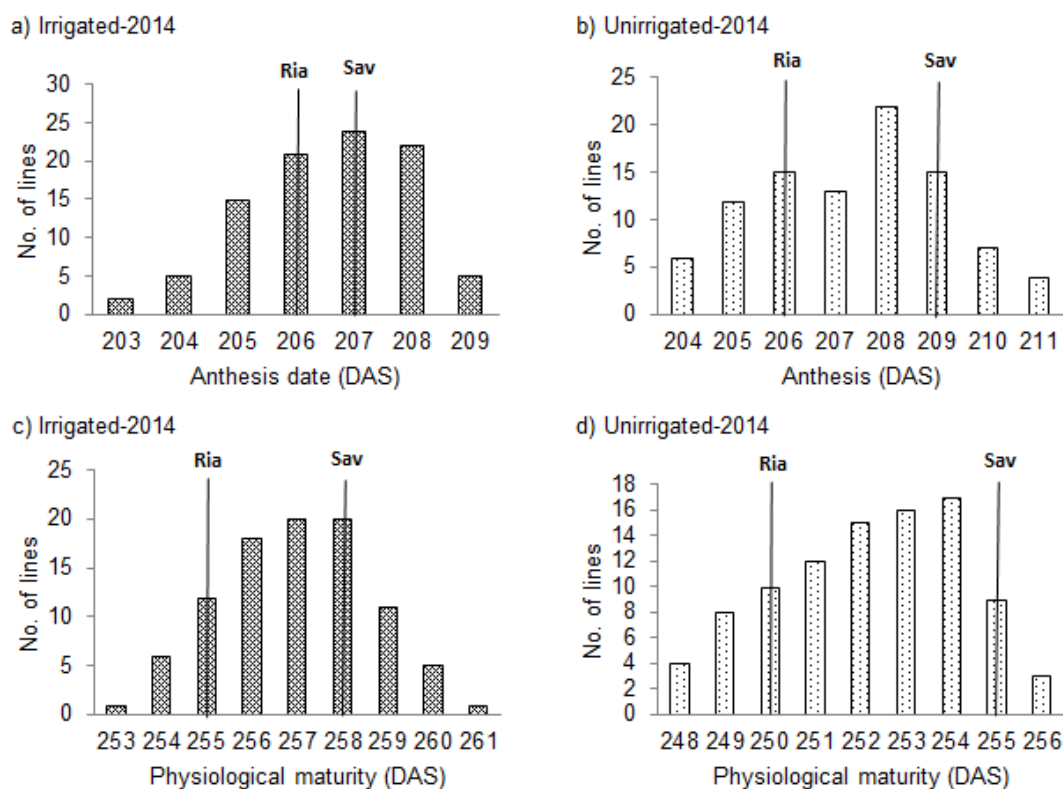 a) Irrigated-2014
Ria Sav
30
25
20
15
10
5
0
No. of lines
203 204 205 206 207 208 209
Anthesis date (DAS)
b) Unirrigated-2014
Ria Sav
25
20
15
10
5
0
No. of lines
204 205 206 207 208 209 210 211
Anthesis (DAS)
c) Irrigated-2014
Ria Sav
25
20
15
10
5
0
No. of lines
253 254 255 256 257 258 259 260 261
Physiological maturity (DAS)
d) Unirrigated-2014
Ria Sav
18
16
14
12
10
8
6
4
2
0
No. of lines
248 249 250 251 252 253 254 255 256
Physiological maturity (DAS)